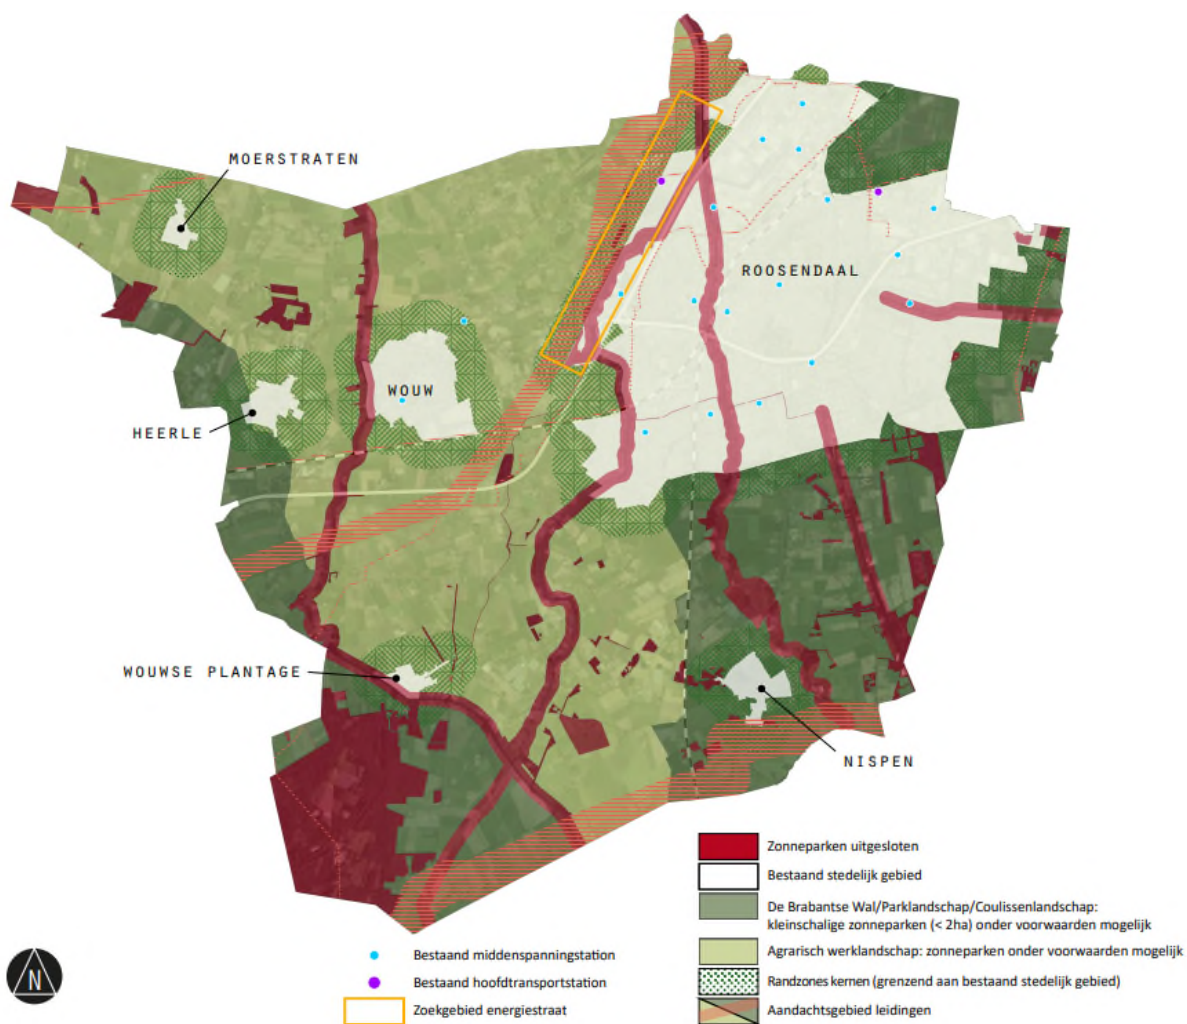 MOERSTRATEN
ROOSENDAAL
WOUW
HEERLE
WOUWSE PLANTAGE
NISPEN
Zonneparken uitgesloten
Bestaand stedelijk gebied
De Brabantse Wal/Parklandschap/Coulissenlandschap:
kleinschalige zonneparken (< 2ha) onder voorwaarden mogelijk
Agrarisch werklandschap: zonneparken onder voorwaarden mogelijk
Randzones kernen (grenzend aan bestaand stedelijk gebied)
Aandachtsgebied leidingen
Bestaand middenspanningstation
Bestaand hoofdtransportstation
Zoekgebied energiestraat
N